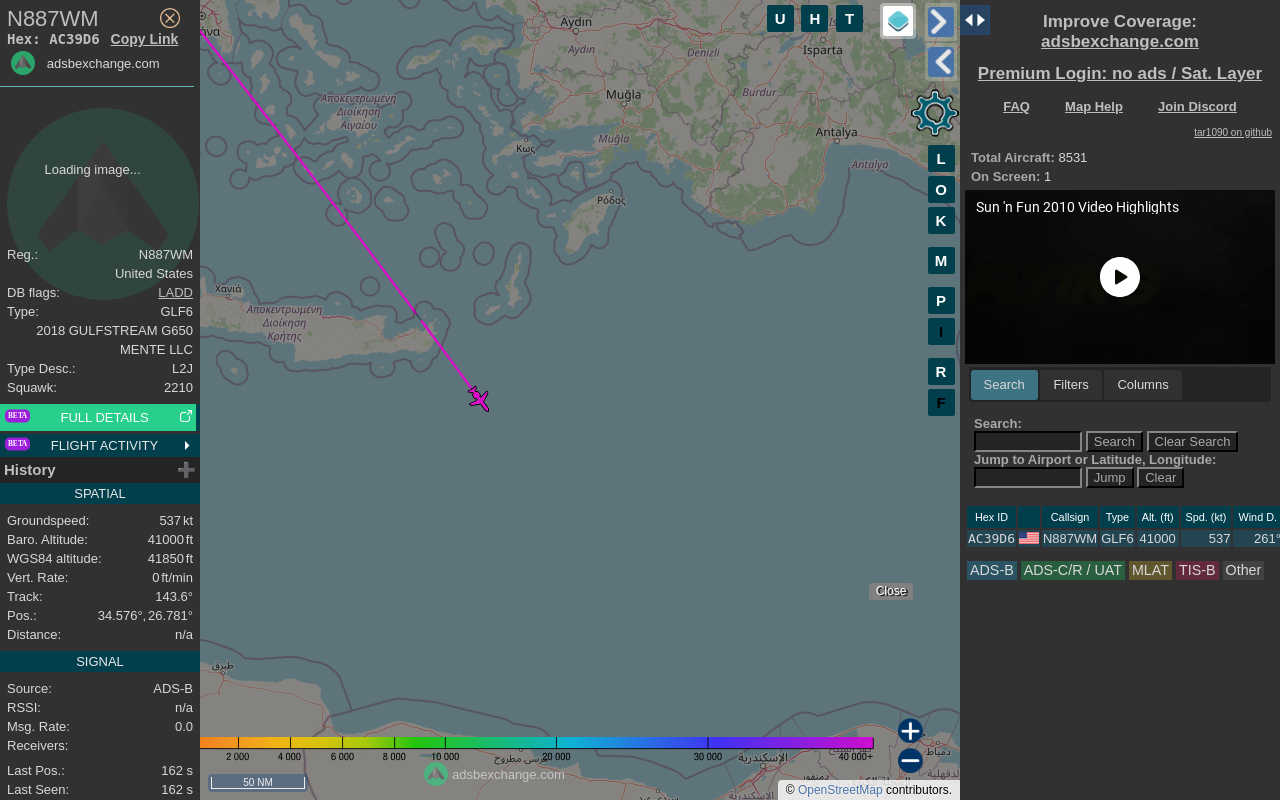 N887WM
Hex: AC39D6 Copy Link
adsbexchange.com
Loading image...
Reg.: N887WM
United States
DB flags: LADD
Type: GLF6
2018 GULFSTREAM G650
MENTE LLC
Type Desc.: L2J
Squawk: 2210
BETA FULL DETAILS
BETA FLIGHT ACTIVITY
History
SPATIAL
Groundspeed: 537 kt
Baro. Altitude: 41000 ft
WGS84 altitude: 41850 ft
Vert. Rate: 0 ft/min
Track: 143.6°
Pos.: 34.576°, 26.781°
Distance: n/a
SIGNAL
Source: ADS-B
RSSI: n/a
Msg. Rate: 0.0
Receivers:
Last Pos.: 162 s
Last Seen: 162 s
Aydın
Aydın
Denizli
Isparta
Muğla
Burdur
Muğla
Antalya
Antalya
Αποκεντρωμένη
Διοίκηση
Αιγαίου
Κως
Ρόδος
Χανιά
Αποκεντρωμένη
Διοίκηση
Κρήτης
طبرق
مرسى مطروح
الإسكندرية
الإسكندرية
دمنهور
دمياط
الدقهلية
U H T
L
O
K
M
P
I
R
F
Close
2 000 4 000 6 000 8 000 10 000 20 000 30 000 40 000+
adsbexchange.com
50 NM
© OpenStreetMap contributors.
Improve Coverage:
adsbexchange.com
Premium Login: no ads / Sat. Layer
FAQ Map Help Join Discord
tar1090 on github
Total Aircraft: 8531
On Screen: 1
Sun 'n Fun 2010 Video Highlights
Search Filters Columns
Search:
Search Clear Search
Jump to Airport or Latitude, Longitude:
Jump Clear
Hex ID Callsign Type Alt. (ft) Spd. (kt) Wind D.
AC39D6 N887WM GLF6 41000 537 261°
ADS-B ADS-C/R / UAT MLAT TIS-B Other